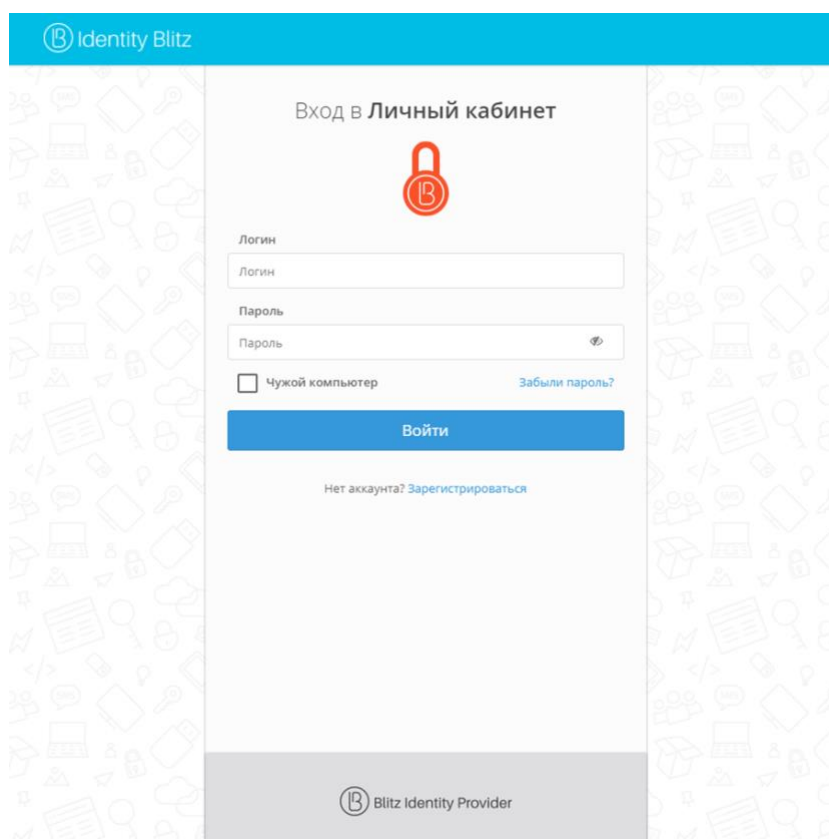 Identity Blitz
Вход в Личный кабинет
Логин
Логин
Пароль
Пароль
Чужой компьютер Забыли пароль?
Войти
Нет аккаунта? Зарегистрироваться
Blitz Identity Provider